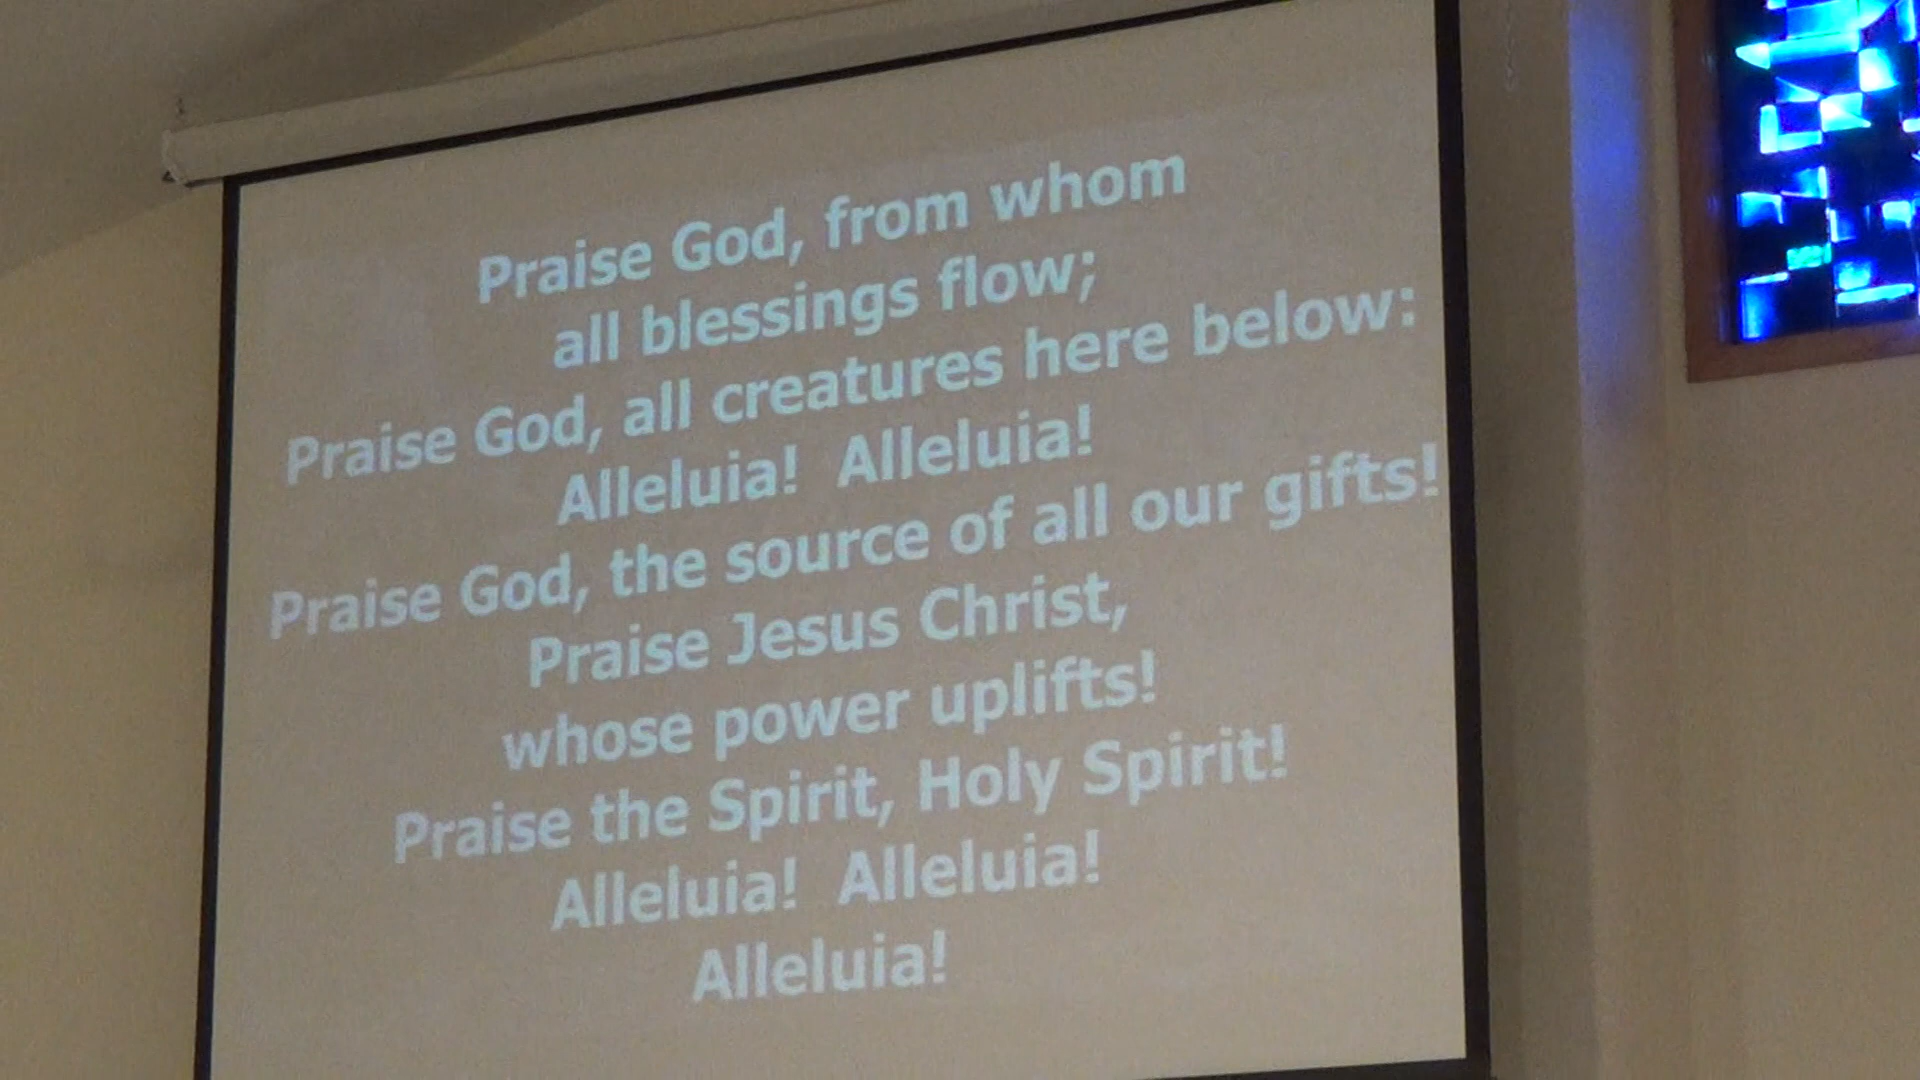 Praise God, from whom
all blessings flow;
Praise God, all creatures here below:
Alleluia!  Alleluia!
Praise God, the source of all our gifts!
Praise Jesus Christ,
whose power uplifts!
Praise the Spirit, Holy Spirit!
Alleluia!  Alleluia!
Alleluia!